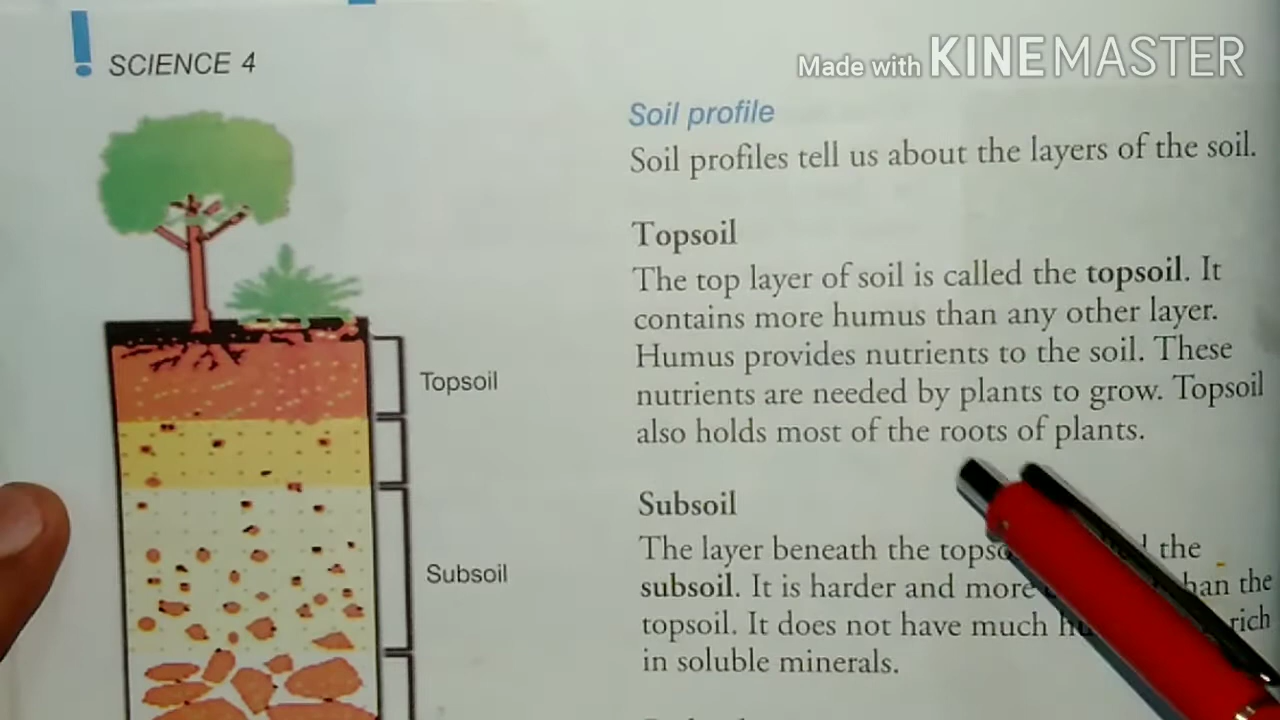 SCIENCE 4
Made with KINEMASTER
Soil profile
Soil profiles tell us about the layers of the soil.
Topsoil
The top layer of soil is called the topsoil. It
contains more humus than any other layer.
Humus provides nutrients to the soil. These
nutrients are needed by plants to grow. Topsoil
also holds most of the roots of plants.
Subsoil
The layer beneath the the
subsoil. It is harder and more than the
topsoil. It does not have much rich
in soluble minerals.
Topsoil
Subsoil